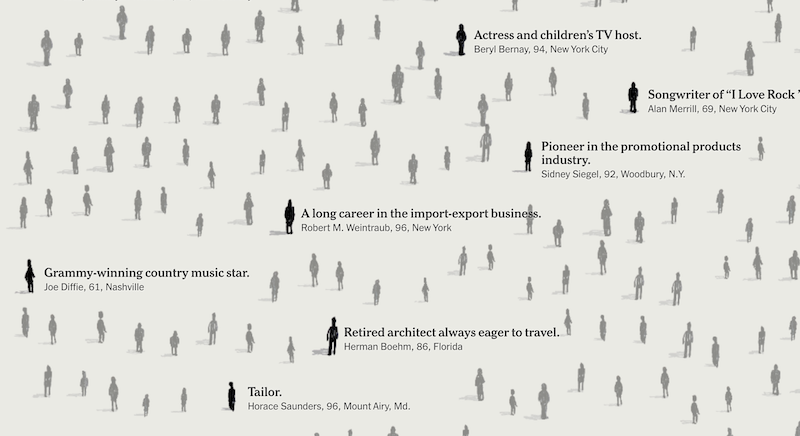 Actress and children's TV host.
Beryl Bernay, 94, New York City
Songwriter of “I Love Rock ’
Alan Merrill, 69, New York City
Pioneer in the promotional products
industry.
Sidney Siegel, 92, Woodbury, N.Y.
A long career in the import-export business.
Robert M. Weintraub, 96, New York
Grammy-winning country music star.
Joe Diffie, 61, Nashville
Retired architect always eager to travel.
Herman Boehm, 86, Florida
Tailor.
Horace Saunders, 96, Mount Airy, Md.